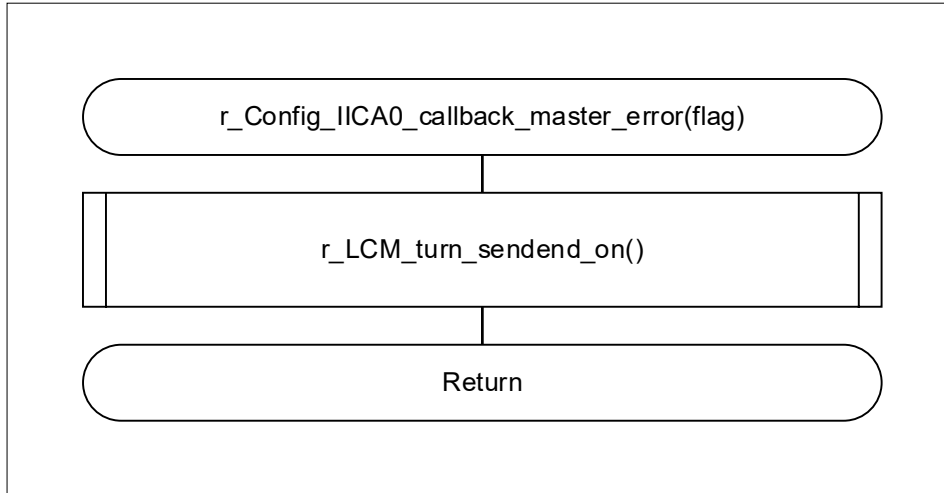 r_Config_IICA0_callback_master_error(flag)
r_LCM_turn_sendend_on()
Return